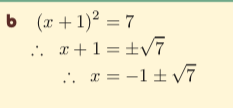 b (x + 1)² = 7
∴ x + 1 = ±√7
∴ x = −1 ± √7